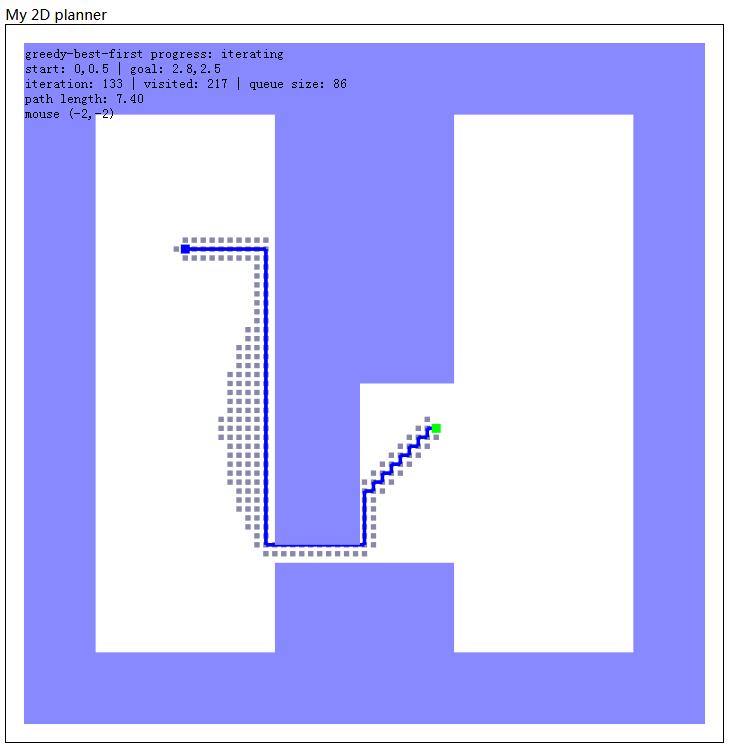 My 2D planner
greedy-best-first progress: iterating
start: 0,0.5 | goal: 2.8,2.5
iteration: 133 | visited: 217 | queue size: 86
path length: 7.40
mouse (-2,-2)